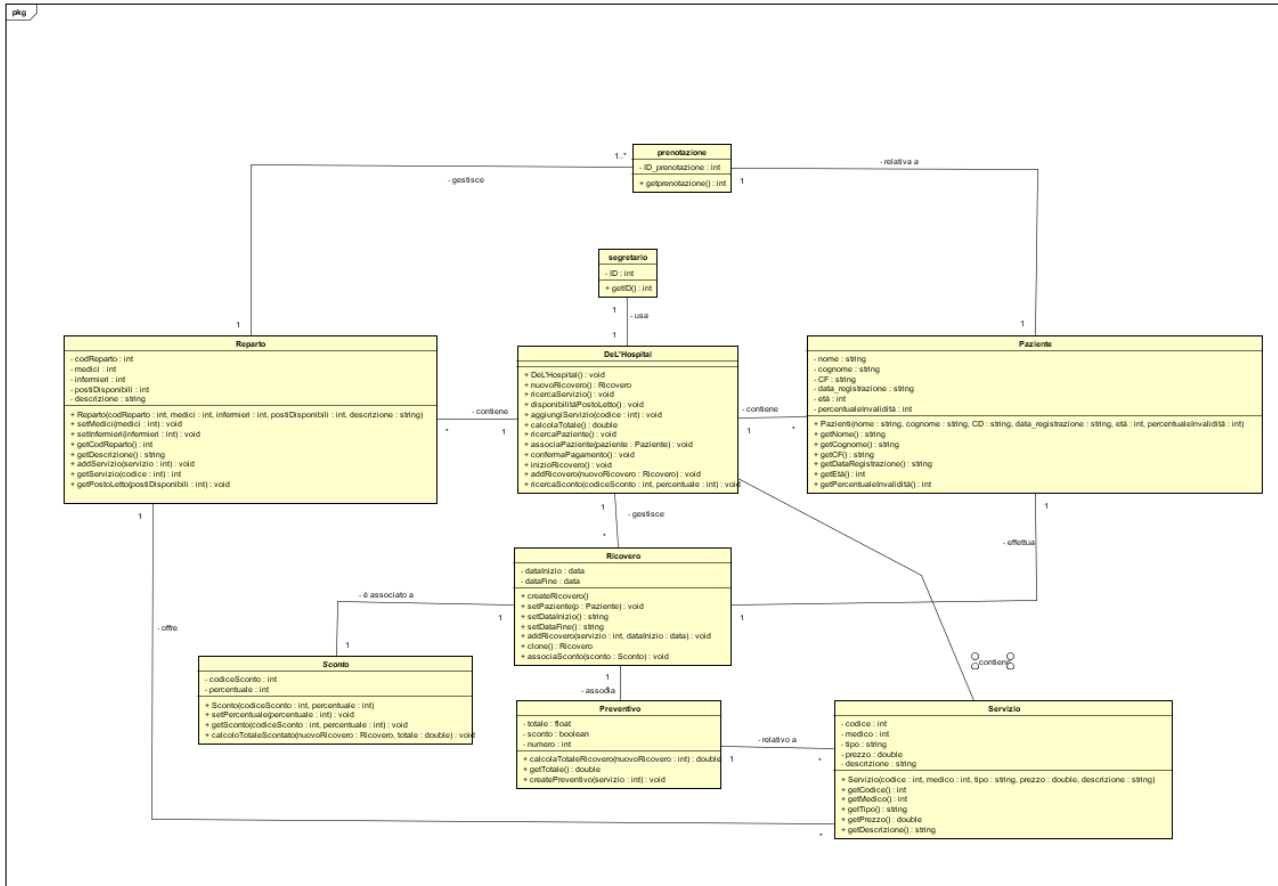 pkg
prenotazione
- ID_prenotazione : int
+ getprenotazione() : int
1..*
- gestisce
1
- relativa a
1
1
segretario
- ID : int
+ getID() : int
1
- usa
1
Reparto
- codReparto : int
- medici : int
- infermieri : int
- postiDisponibili : int
- descrizione : string
+ Reparto(codReparto : int, medici : int, infermieri : int, postiDisponibili : int, descrizione : string)
+ setMedici(medici : int) : void
+ setInfermieri(infermieri : int) : void
+ getCodReparto() : int
+ getDescrizione() : string
+ addServizio(servizio : int) : void
+ getServizio(codice : int) : int
+ getPostoLetto(postiDisponibili : int) : void
- contiene
*
1
DeL'Hospital
+ DeL'Hospital() : void
+ nuovoRicovero() : Ricovero
+ ricercaServizio() : void
+ disponibilitàPostoLetto() : void
+ aggiungiServizio(codice : int) : void
+ calcolaTotale() : double
+ ricercaPaziente() : void
+ associaPaziente(paziente : Paziente) : void
+ confermaPagamento() : void
+ inizioRicovero() : void
+ addRicovero(nuovoRicovero : Ricovero) : void
+ ricercaSconto(codiceSconto : int, percentuale : int) : void
- contiene
1
*
Paziente
- nome : string
- cognome : string
- CF : string
- data_registrazione : string
- età : int
- percentualeInvalidità : int
+ Pazienti(nome : string, cognome : string, CD : string, data_registrazione : string, età : int, percentualeInvalidità : int)
+ getNome() : string
+ getCognome() : string
+ getCF() : string
+ getDataRegistrazione() : string
+ getEtà() : int
+ getPercentualeInvalidità() : int
1
1
- gestisce
*
1
- effettua
Ricovero
- dataInizio : data
- dataFine : data
+ createRicovero()
+ setPaziente(p : Paziente) : void
+ setDataInizio() : string
+ setDataFine() : string
+ addRicovero(servizio : int, dataInizio : data) : void
+ clone() : Ricovero
+ associaSconto(sconto : Sconto) : void
- é associato a
1
1
1
- offre
contiene
Sconto
- codiceSconto : int
- percentuale : int
+ Sconto(codiceSconto : int, percentuale : int)
+ setPercentuale(percentuale : int) : void
+ getSconto(codiceSconto : int, percentuale : int) : void
+ calcoloTotaleScontato(nuovoRicovero : Ricovero, totale : double) : void
1
- associa
Preventivo
- totale : float
- sconto : boolean
- numero : int
+ calcolaTotaleRicovero(nuovoRicovero : int) : double
+ getTotale() : double
+ createPreventivo(servizio : int) : void
- relativo a
1
*
Servizio
- codice : int
- medico : int
- tipo : string
- prezzo : double
- descrizione : string
+ Servizio(codice : int, medico : int, tipo : string, prezzo : double, descrizione : string)
+ getCodice() : int
+ getMedico() : int
+ getTipo() : string
+ getPrezzo() : double
+ getDescrizione() : string
*